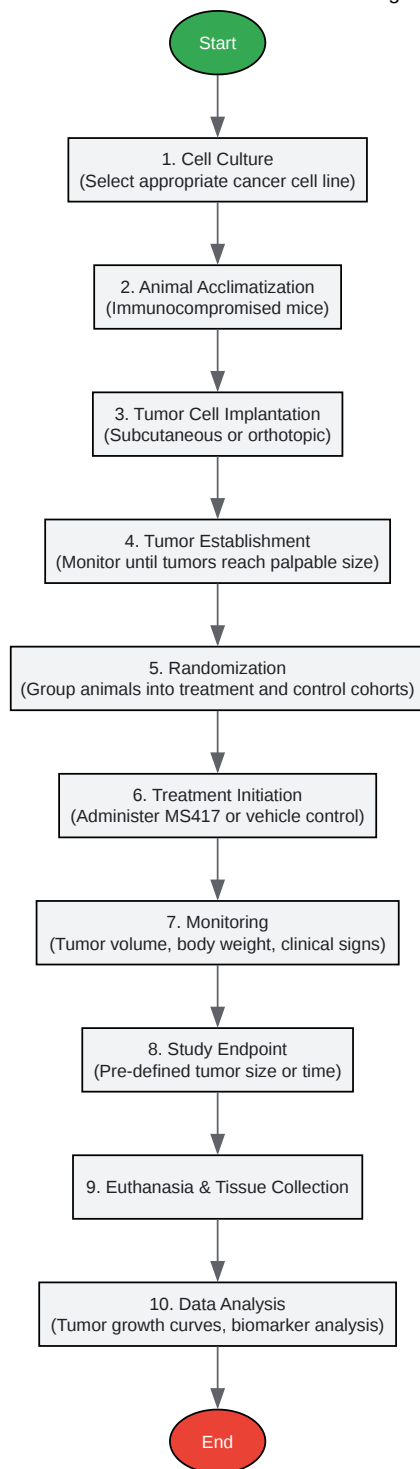 Start
1. Cell Culture
(Select appropriate cancer cell line)
2. Animal Acclimatization
(Immunocompromised mice)
3. Tumor Cell Implantation
(Subcutaneous or orthotopic)
4. Tumor Establishment
(Monitor until tumors reach palpable size)
5. Randomization
(Group animals into treatment and control cohorts)
6. Treatment Initiation
(Administer MS417 or vehicle control)
7. Monitoring
(Tumor volume, body weight, clinical signs)
8. Study Endpoint
(Pre-defined tumor size or time)
9. Euthanasia & Tissue Collection
10. Data Analysis
(Tumor growth curves, biomarker analysis)
End